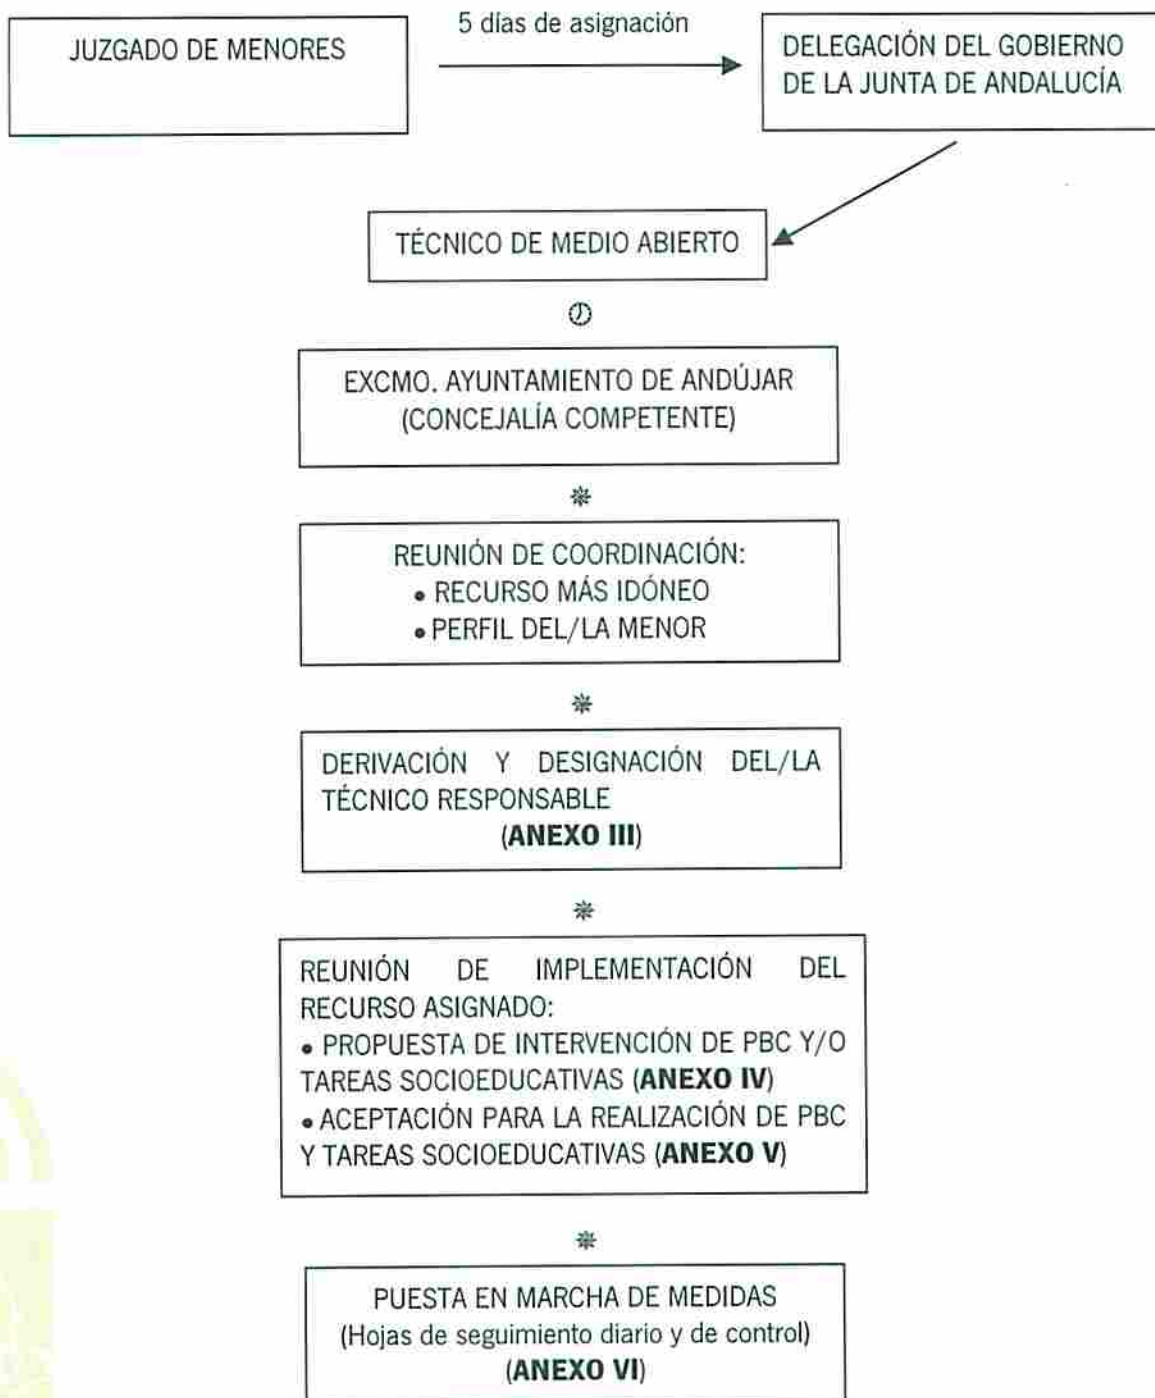 JUZGADO DE MENORES
5 días de asignación
DELEGACIÓN DEL GOBIERNO
DE LA JUNTA DE ANDALUCÍA
TÉCNICO DE MEDIO ABIERTO
EXCMO. AYUNTAMIENTO DE ANDÚJAR
(CONCEJALÍA COMPETENTE)
REUNIÓN DE COORDINACIÓN:
• RECURSO MÁS IDÓNEO
• PERFIL DEL/LA MENOR
DERIVACIÓN Y DESIGNACIÓN DEL/LA
TÉCNICO RESPONSABLE
(ANEXO III)
REUNIÓN DE IMPLEMENTACIÓN DEL
RECURSO ASIGNADO:
• PROPUESTA DE INTERVENCIÓN DE PBC Y/O
TAREAS SOCIOEDUCATIVAS (ANEXO IV)
• ACEPTACIÓN PARA LA REALIZACIÓN DE PBC
Y TAREAS SOCIOEDUCATIVAS (ANEXO V)
PUESTA EN MARCHA DE MEDIDAS
(Hojas de seguimiento diario y de control)
(ANEXO VI)